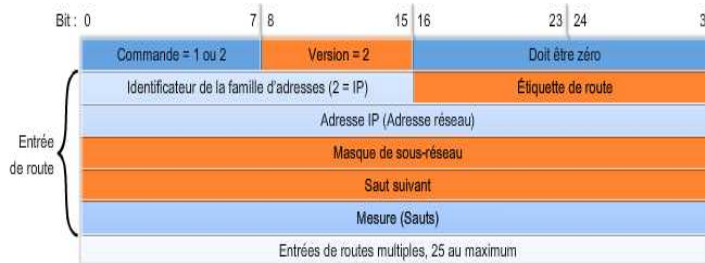 Bit : 0 7 8 15 16 23 24 3
Commande = 1 ou 2 Version = 2 Doit être zéro
Identificateur de la famille d'adresses (2 = IP) Étiquette de route
Adresse IP (Adresse réseau)
Entrée de route
Masque de sous-réseau
Saut suivant
Mesure (Sauts)
Entrées de routes multiples, 25 au maximum